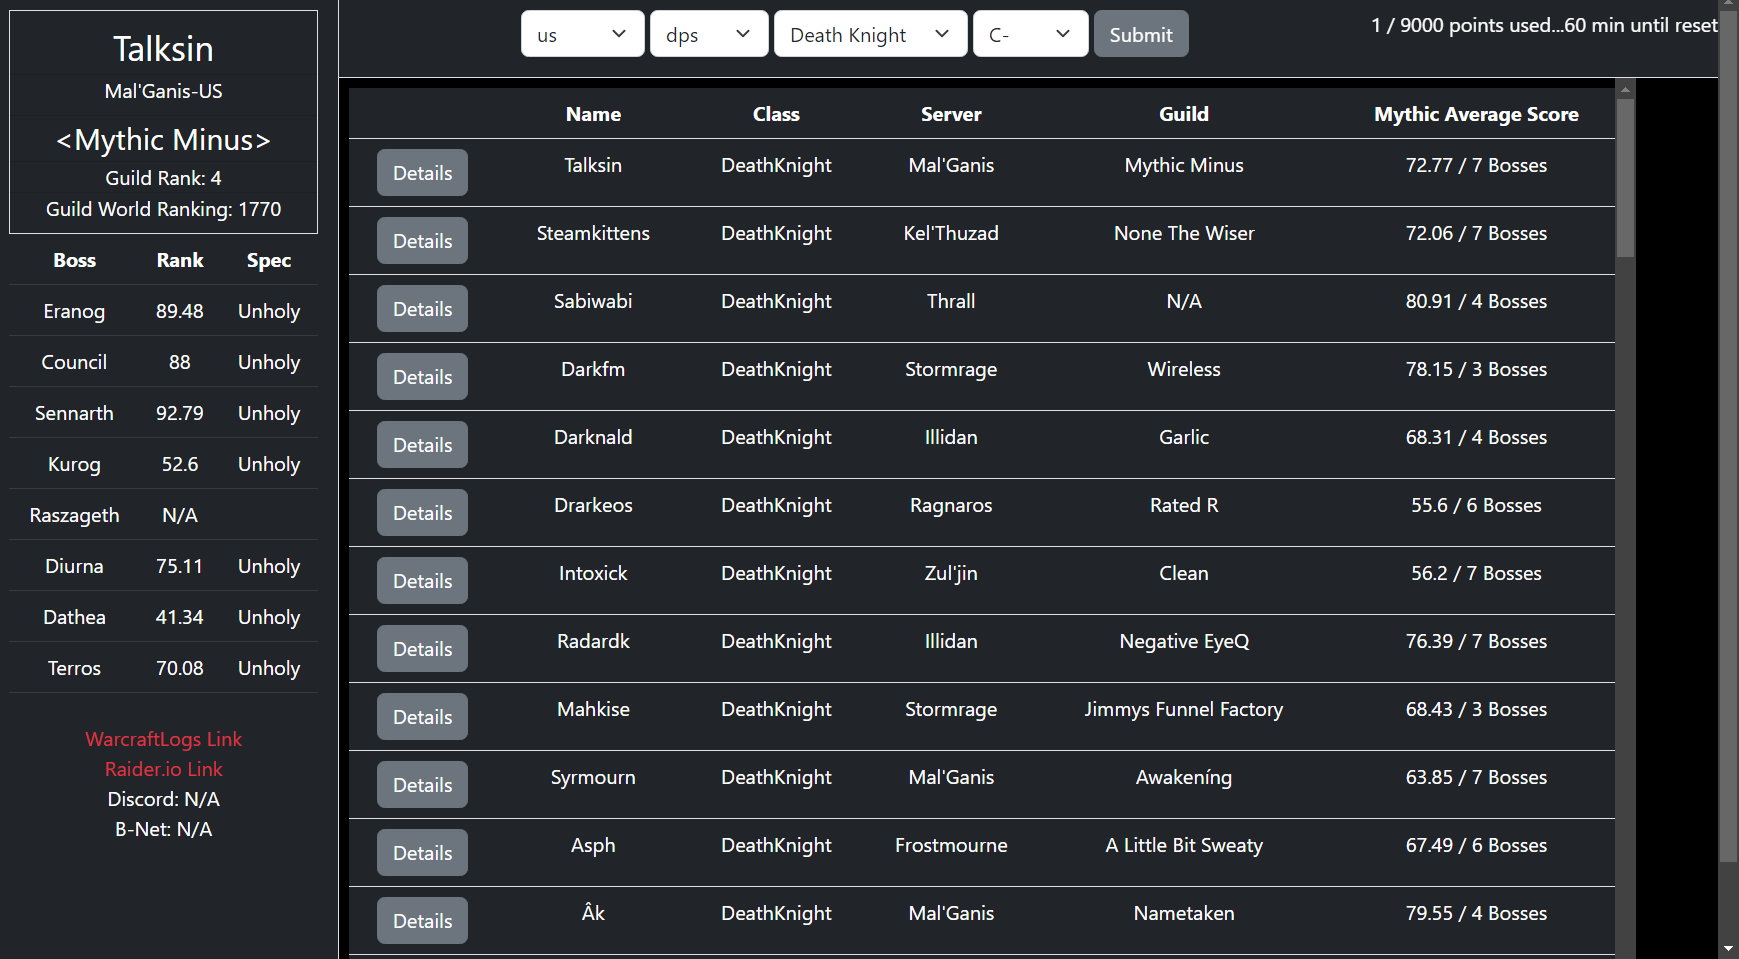 Talksin
Mal'Ganis-US
<Mythic Minus>
Guild Rank: 4
Guild World Ranking: 1770
Boss Rank Spec
Eranog 89.48 Unholy
Council 88 Unholy
Sennarth 92.79 Unholy
Kurog 52.6 Unholy
Raszageth N/A
Diurna 75.11 Unholy
Dathea 41.34 Unholy
Terros 70.08 Unholy
WarcraftLogs Link
Raider.io Link
Discord: N/A
B-Net: N/A
us dps Death Knight C- Submit
1 / 9000 points used...60 min until reset
Name Class Server Guild Mythic Average Score
Details Talksin DeathKnight Mal'Ganis Mythic Minus 72.77 / 7 Bosses
Details Steamkittens DeathKnight Kel'Thuzad None The Wiser 72.06 / 7 Bosses
Details Sabiwabi DeathKnight Thrall N/A 80.91 / 4 Bosses
Details Darkfm DeathKnight Stormrage Wireless 78.15 / 3 Bosses
Details Darknald DeathKnight Illidan Garlic 68.31 / 4 Bosses
Details Drarkeos DeathKnight Ragnaros Rated R 55.6 / 6 Bosses
Details Intoxick DeathKnight Zul'jin Clean 56.2 / 7 Bosses
Details Radardk DeathKnight Illidan Negative EyeQ 76.39 / 7 Bosses
Details Mahkise DeathKnight Stormrage Jimmys Funnel Factory 68.43 / 3 Bosses
Details Syrmourn DeathKnight Mal'Ganis Awakeníng 63.85 / 7 Bosses
Details Asph DeathKnight Frostmourne A Little Bit Sweaty 67.49 / 6 Bosses
Details Âk DeathKnight Mal'Ganis Nametaken 79.55 / 4 Bosses